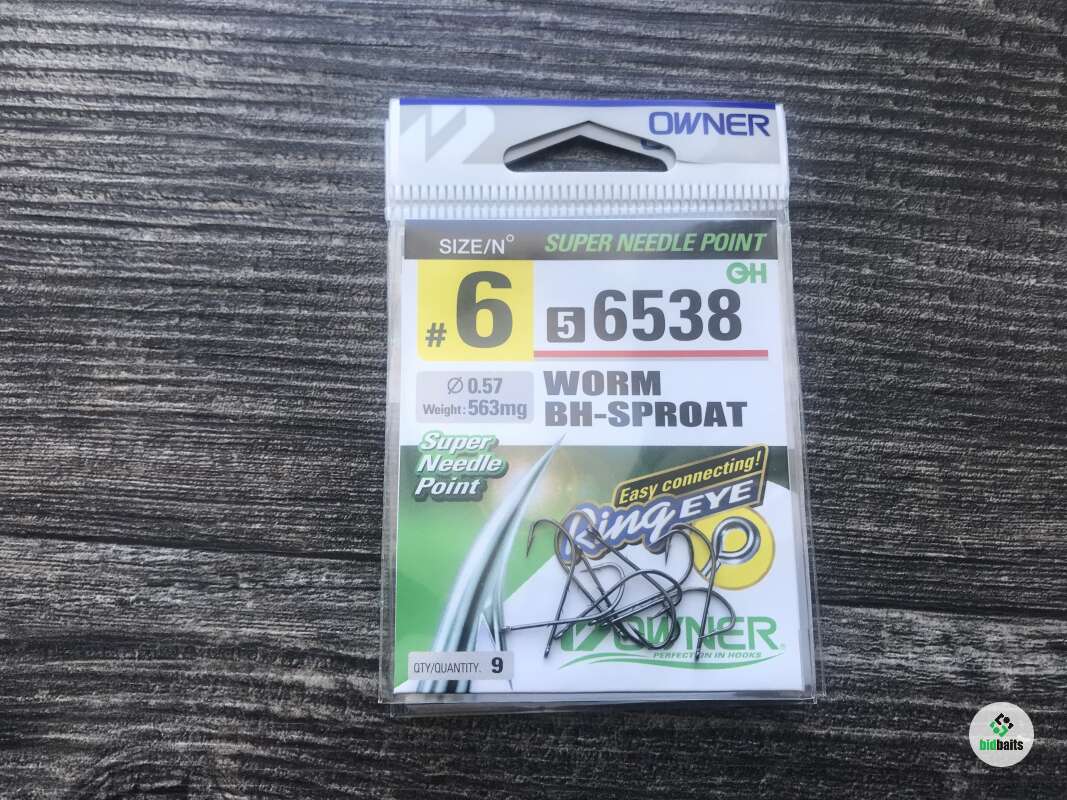 OWNER
SIZE/N°
SUPER NEEDLE POINT
#6
5 6538
OH
Ø 0.57
Weight: 563mg
WORM
BH-SPROAT
Super
Needle
Point
Easy connecting!
Ring EYE
OWNER
PERFECTION IN HOOKS
QTY/QUANTITY. 9
bidbaits